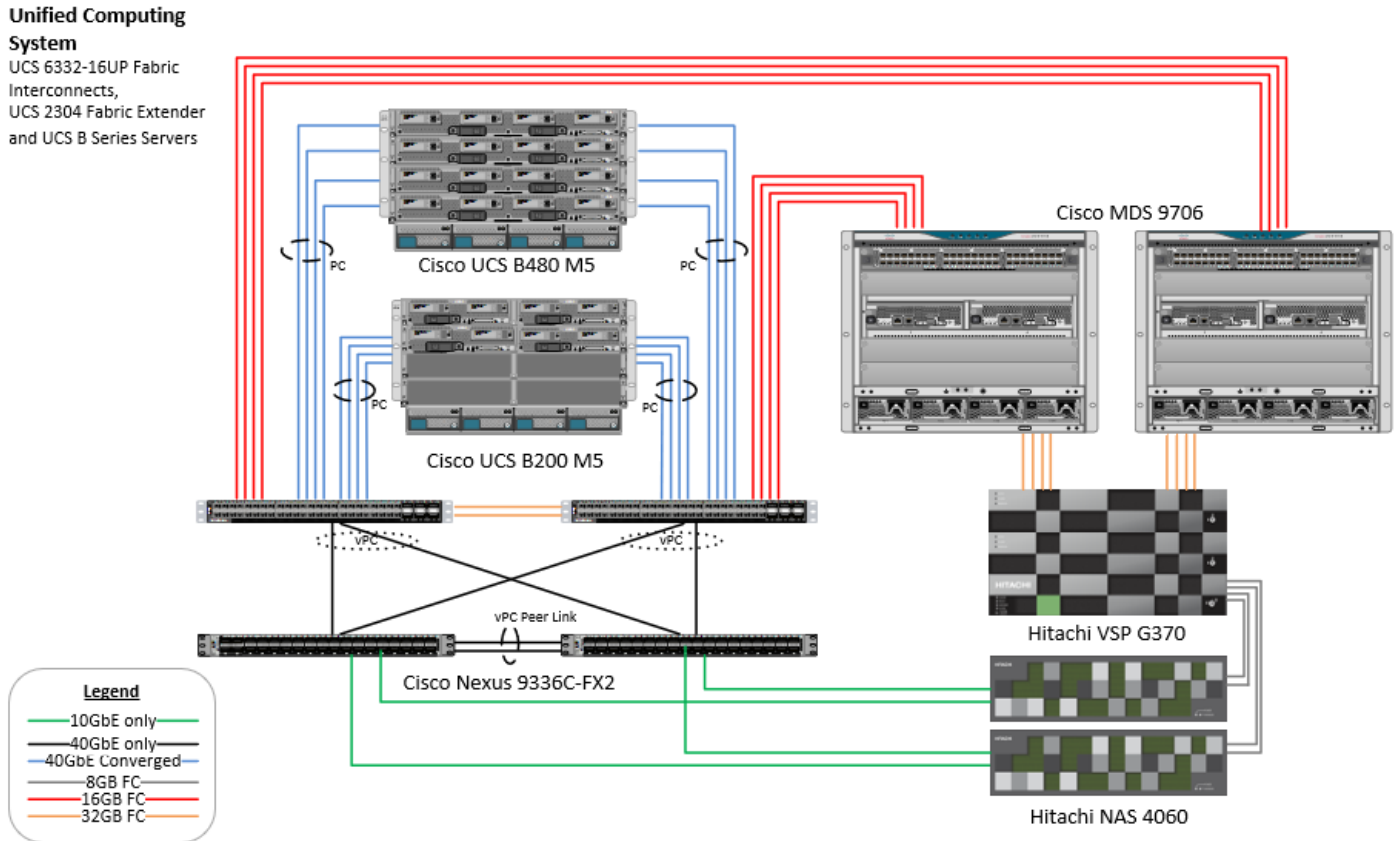 Unified Computing
System
UCS 6332-16UP Fabric
Interconnects,
UCS 2304 Fabric Extender
and UCS B Series Servers
PC
Cisco UCS B480 M5
PC
Cisco MDS 9706
PC
PC
Cisco UCS B200 M5
vPC
vPC
HITACHI
Hitachi VSP G370
vPC Peer Link
Cisco Nexus 9336C-FX2
HITACHI
HITACHI
Hitachi NAS 4060
Legend
10GbE only
40GbE only
40GbE Converged
8GB FC
16GB FC
32GB FC